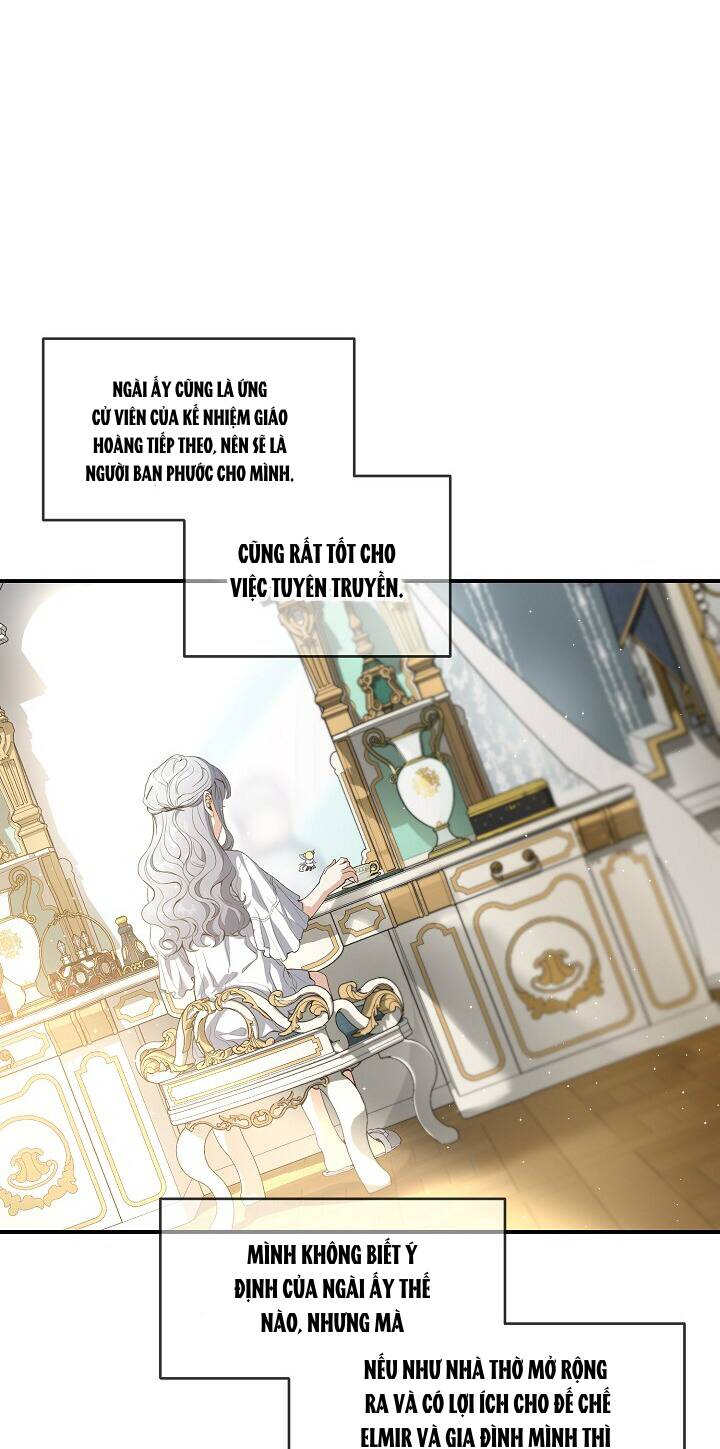 NGÀI ẤY CŨNG LÀ ỨNG
CỬ VIÊN CỦA KẾ NHIỆM GIÁO
HOÀNG TIẾP THEO, NÊN SẼ LÀ
NGƯỜI BAN PHƯỚC CHO MÌNH.
CŨNG RẤT TỐT CHO
VIỆC TUYÊN TRUYỀN.
MÌNH KHÔNG BIẾT Ý
ĐỊNH CỦA NGÀI ẤY THẾ
NÀO, NHƯNG MÀ
NẾU NHƯ NHÀ THỜ MỞ RỘNG
RA VÀ CÓ LỢI ÍCH CHO ĐẾ CHẾ
ELMIR VÀ GIA ĐÌNH MÌNH THÌ